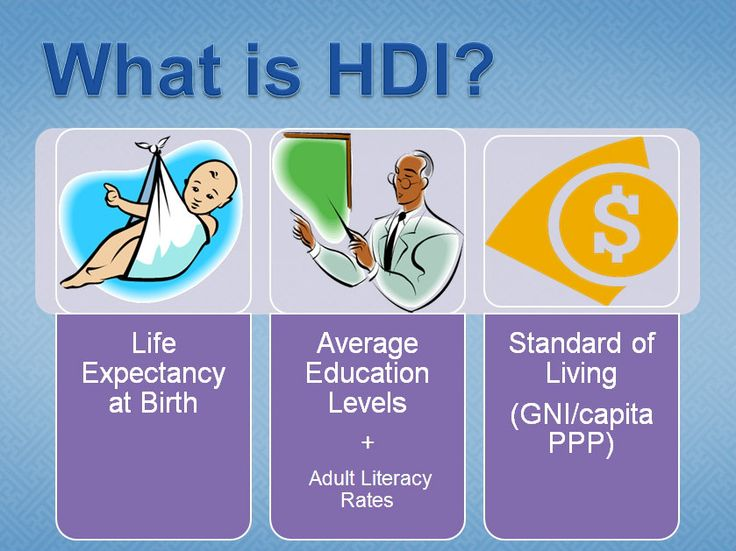 What is HDI?
Life
Expectancy
at Birth
Average
Education
Levels
+
Adult Literacy
Rates
Standard of
Living
(GNI/capita
PPP)
$